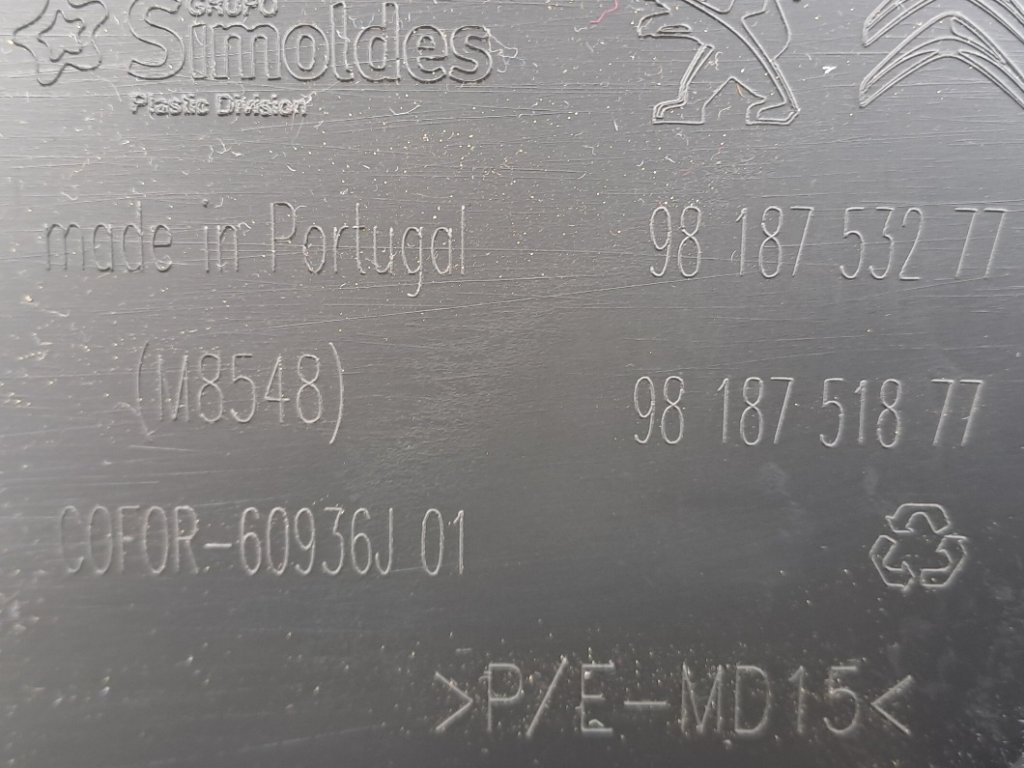 GRUPO
Simoldes
Plastic Division
made in Portugal
98 187 532 77
(M8548)
98 187 518 77
COFOR-60936J 01
>P/E-MD15<